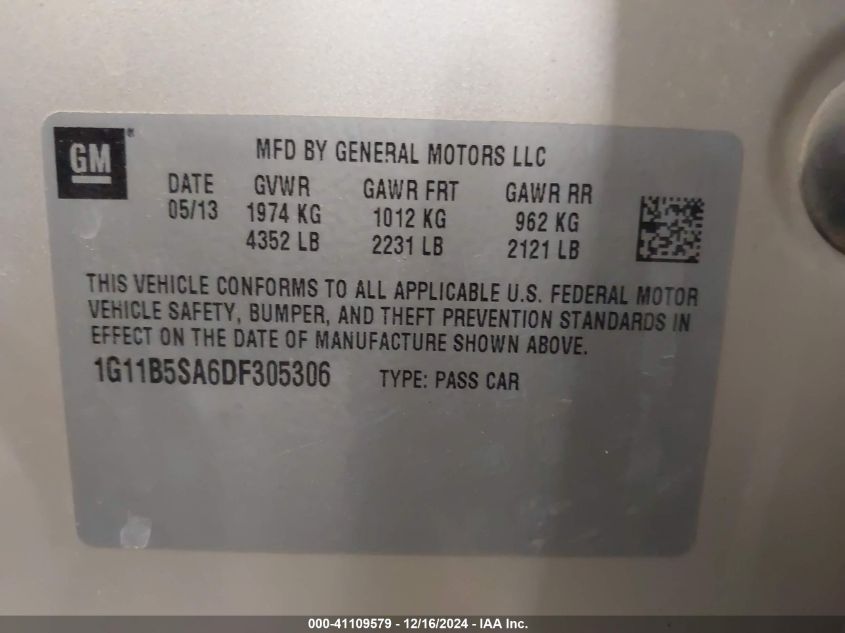 GM®
MFD BY GENERAL MOTORS LLC
DATE GVWR GAWR FRT GAWR RR
05/13 1974 KG 1012 KG 962 KG
4352 LB 2231 LB 2121 LB
THIS VEHICLE CONFORMS TO ALL APPLICABLE U.S. FEDERAL MOTOR
VEHICLE SAFETY, BUMPER, AND THEFT PREVENTION STANDARDS IN
EFFECT ON THE DATE OF MANUFACTURE SHOWN ABOVE.
1G11B5SA6DF305306 TYPE: PASS CAR
000-41109579 - 12/16/2024 - IAA Inc.